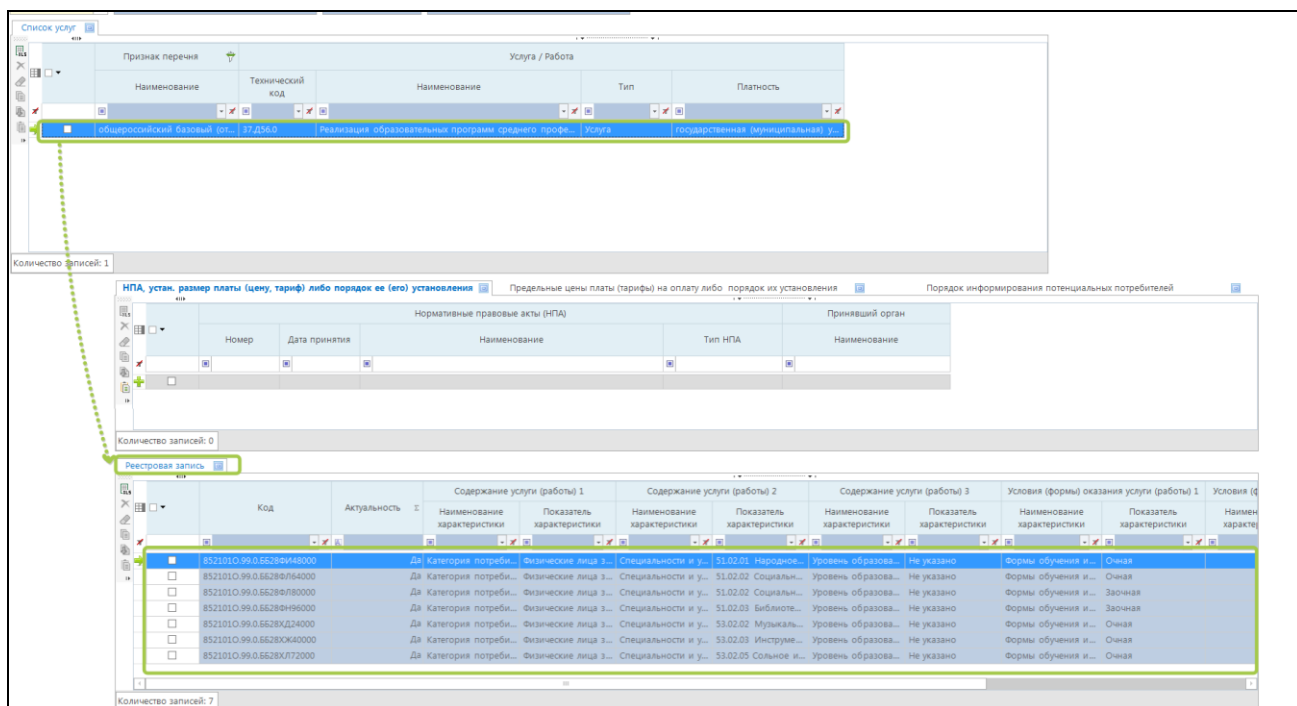 Список услуг
Признак перечня Услуга / Работа
Наименование Технический код Наименование Тип Платность
общероссийский базовый (от... 37.Д56.0 Реализация образовательных программ среднего профе... Услуга государственная (муниципальная) у...
Количество записей: 1
НПА, устан. размер платы (цену, тариф) либо порядок ее (его) установления Предельные цены платы (тарифы) на оплату либо порядок их установления Порядок информирования потенциальных потребителей
Нормативные правовые акты (НПА) Принявший орган
Номер Дата принятия Наименование Тип НПА Наименование
Количество записей: 0
Реестровая запись
Код Актуальность Σ Содержание услуги (работы) 1 Содержание услуги (работы) 2 Содержание услуги (работы) 3 Условия (формы) оказания услуги (работы) 1 Условия (ф
Наименование характеристики Показатель характеристики Наименование характеристики Показатель характеристики Наименование характеристики Показатель характеристики Наименование характеристики Показатель характеристики Наимен характер
852101О.99.0.ББ28ФИ48000 Да Категория потреби... Физические лица з... Специальности и у... 51.02.01 Народное... Уровень образова... Не указано Формы обучения и... Очная
852101О.99.0.ББ28ФЛ64000 Да Категория потреби... Физические лица з... Специальности и у... 51.02.02 Социальн... Уровень образова... Не указано Формы обучения и... Очная
852101О.99.0.ББ28ФЛ80000 Да Категория потреби... Физические лица з... Специальности и у... 51.02.02 Социальн... Уровень образова... Не указано Формы обучения и... Заочная
852101О.99.0.ББ28ФН96000 Да Категория потреби... Физические лица з... Специальности и у... 51.02.03 Библиоте... Уровень образова... Не указано Формы обучения и... Заочная
852101О.99.0.ББ28ХД24000 Да Категория потреби... Физические лица з... Специальности и у... 53.02.02 Музыкаль... Уровень образова... Не указано Формы обучения и... Очная
852101О.99.0.ББ28ХЖ40000 Да Категория потреби... Физические лица з... Специальности и у... 53.02.03 Инструме... Уровень образова... Не указано Формы обучения и... Очная
852101О.99.0.ББ28ХЛ72000 Да Категория потреби... Физические лица з... Специальности и у... 53.02.05 Сольное и... Уровень образова... Не указано Формы обучения и... Очная
Количество записей: 7